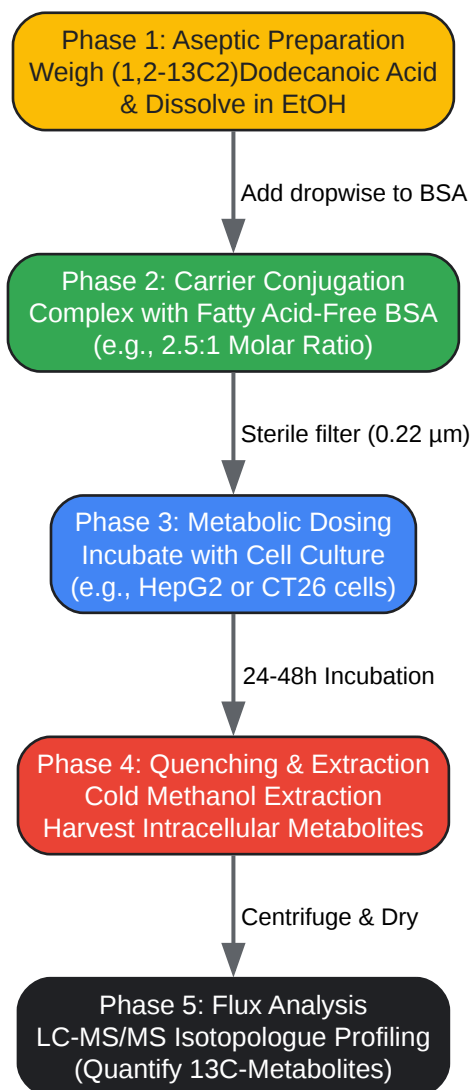 Phase 1: Aseptic Preparation
Weigh (1,2-13C2)Dodecanoic Acid
& Dissolve in EtOH
Add dropwise to BSA
Phase 2: Carrier Conjugation
Complex with Fatty Acid-Free BSA
(e.g., 2.5:1 Molar Ratio)
Sterile filter (0.22 µm)
Phase 3: Metabolic Dosing
Incubate with Cell Culture
(e.g., HepG2 or CT26 cells)
24-48h Incubation
Phase 4: Quenching & Extraction
Cold Methanol Extraction
Harvest Intracellular Metabolites
Centrifuge & Dry
Phase 5: Flux Analysis
LC-MS/MS Isotopologue Profiling
(Quantify 13C-Metabolites)